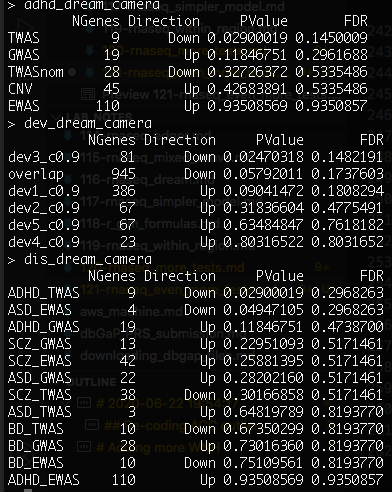 > adhd_dream_camera
NGenes Direction PValue FDR
TWAS 9 Down 0.02900019 0.1450009
GWAS 19 Up 0.11846751 0.2961688
TWASnom 28 Down 0.32726372 0.5335486
CNV 45 Up 0.42683891 0.5335486
EWAS 110 Up 0.93508569 0.9350857
> dev_dream_camera
NGenes Direction PValue FDR
dev3_c0.9 81 Down 0.02470318 0.1482191
overlap 945 Down 0.05792011 0.1737603
dev1_c0.9 386 Up 0.09041472 0.1808294
dev2_c0.9 67 Up 0.31836604 0.4775491
dev5_c0.9 67 Up 0.63484847 0.7618182
dev4_c0.9 23 Up 0.80316522 0.8031652
> dis_dream_camera
NGenes Direction PValue FDR
ADHD_TWAS 9 Down 0.02900019 0.2968263
ASD_EWAS 4 Down 0.04947105 0.2968263
ADHD_GWAS 19 Up 0.11846751 0.4738700
SCZ_GWAS 13 Up 0.22951093 0.5171461
SCZ_EWAS 42 Up 0.25881395 0.5171461
ASD_GWAS 22 Up 0.28202160 0.5171461
SCZ_TWAS 38 Down 0.30166858 0.5171461
ASD_TWAS 3 Up 0.64819789 0.8193770
BD_TWAS 10 Down 0.67350299 0.8193770
BD_GWAS 28 Up 0.73016360 0.8193770
BD_EWAS 10 Down 0.75109561 0.8193770
ADHD_EWAS 110 Up 0.93508569 0.9350857